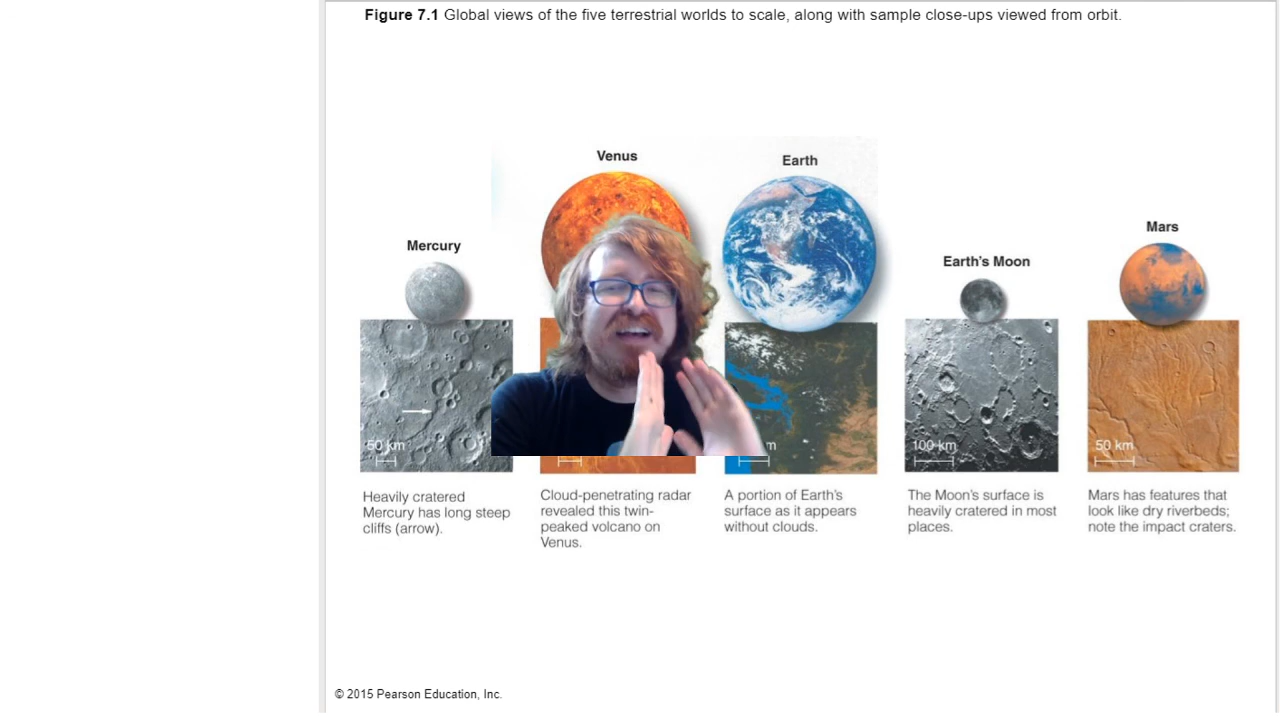 Figure 7.1 Global views of the five terrestrial worlds to scale, along with sample close-ups viewed from orbit.
Venus
Earth
Mars
Mercury
Earth's Moon
50 km
m
100 km
50 km
Heavily cratered
Mercury has long steep
cliffs (arrow).
Cloud-penetrating radar
revealed this twin-
peaked volcano on
Venus.
A portion of Earth's
surface as it appears
without clouds.
The Moon's surface is
heavily cratered in most
places.
Mars has features that
look like dry riverbeds;
note the impact craters.
© 2015 Pearson Education, Inc.